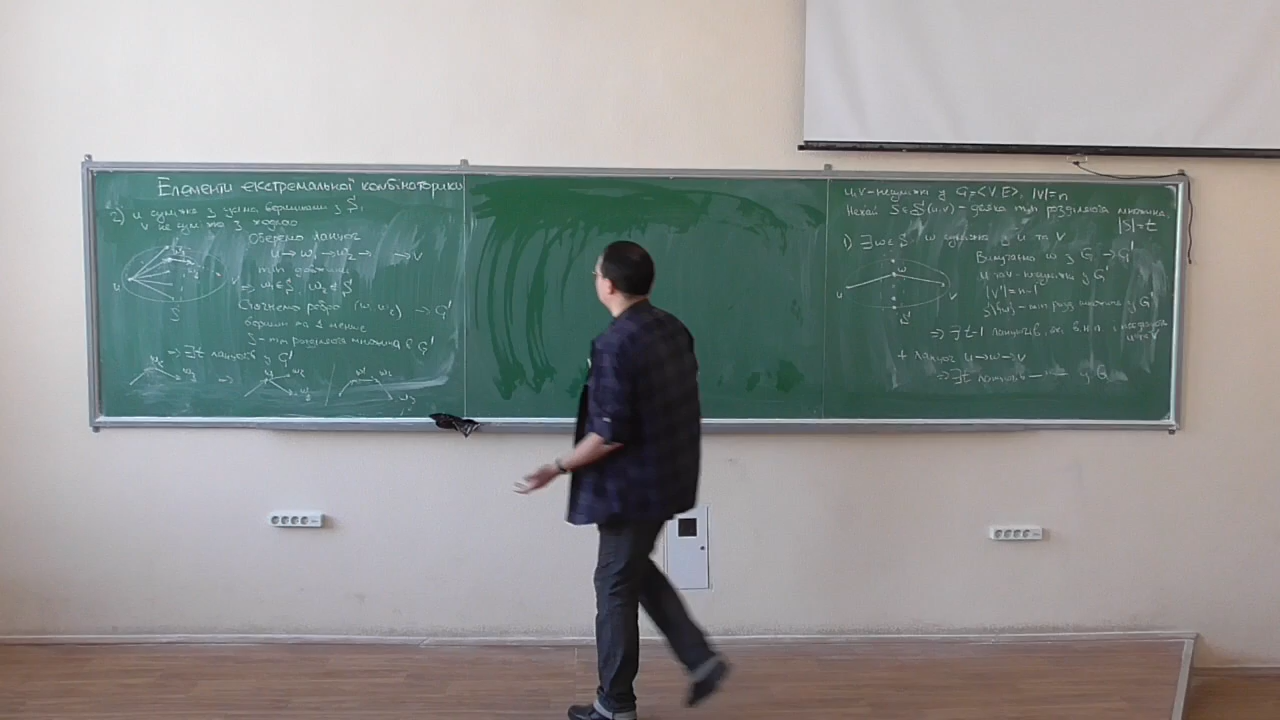 Елементи екстремальної комбінаторики
2) u суміжна з усіма вершинами з S,
v не суміжна з жодною
Оберемо ланцюг
u → w₁ → w₂ → → v
min довжини
⇒ w₁ ∈ S w₂ ∉ S
Стягнемо ребро (w₁ w₂) → G'
вершин на 1 менше
S - min розділяюча множина в G'
⇒ ∃ t ланцюгів у G'
u, v - несуміжні у G = <V, E>, |V| = n
Нехай S ∈ S(u, v) - деяка min розділяюча множина,
|S| = t
1) ∃ w ∈ S: w суміжна з u та v
Вилучаємо w з G → G'
u та v - несуміжні у G'
|V'| = n-1
S\{w} - min розд. множина у G'
⇒ ∃ t-1 ланцюгів,
+ ланцюг u → w → v
⇒ ∃ t ланцюгів — " — у G